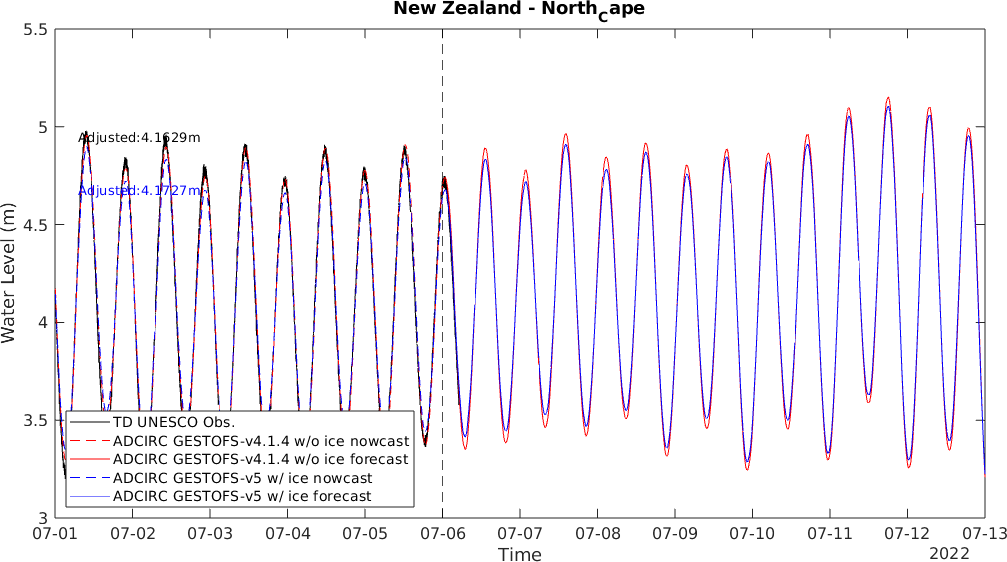 New Zealand - North_Cape
5.5
5
4.5
4
3.5
3
Water Level (m)
Adjusted:4.1629m
Adjusted:4.1727m
TD UNESCO Obs.
ADCIRC GESTOFS-v4.1.4 w/o ice nowcast
ADCIRC GESTOFS-v4.1.4 w/o ice forecast
ADCIRC GESTOFS-v5 w/ ice nowcast
ADCIRC GESTOFS-v5 w/ ice forecast
07-01 07-02 07-03 07-04 07-05 07-06 07-07 07-08 07-09 07-10 07-11 07-12 07-13
Time
2022